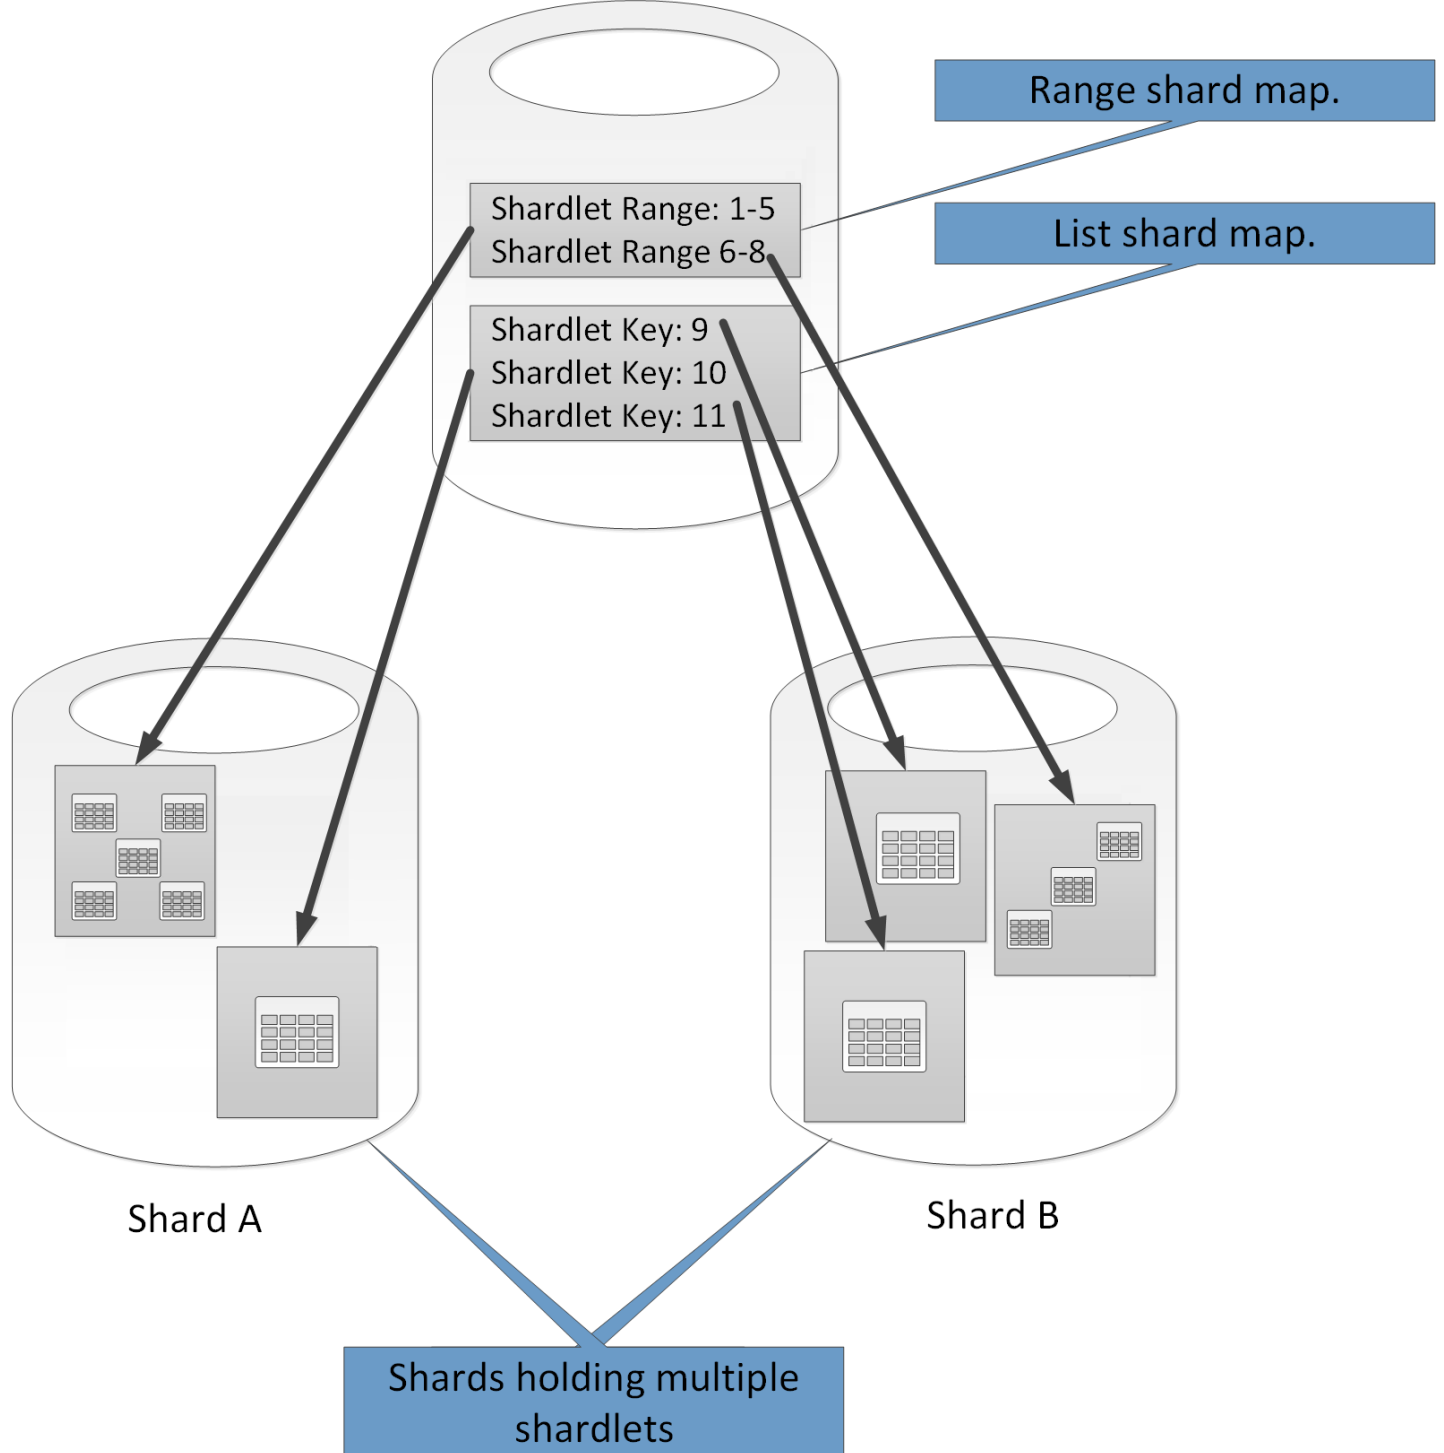 Range shard map.
Shardlet Range: 1-5
Shardlet Range 6-8
List shard map.
Shardlet Key: 9
Shardlet Key: 10
Shardlet Key: 11
Shard A
Shard B
Shards holding multiple
shardlets